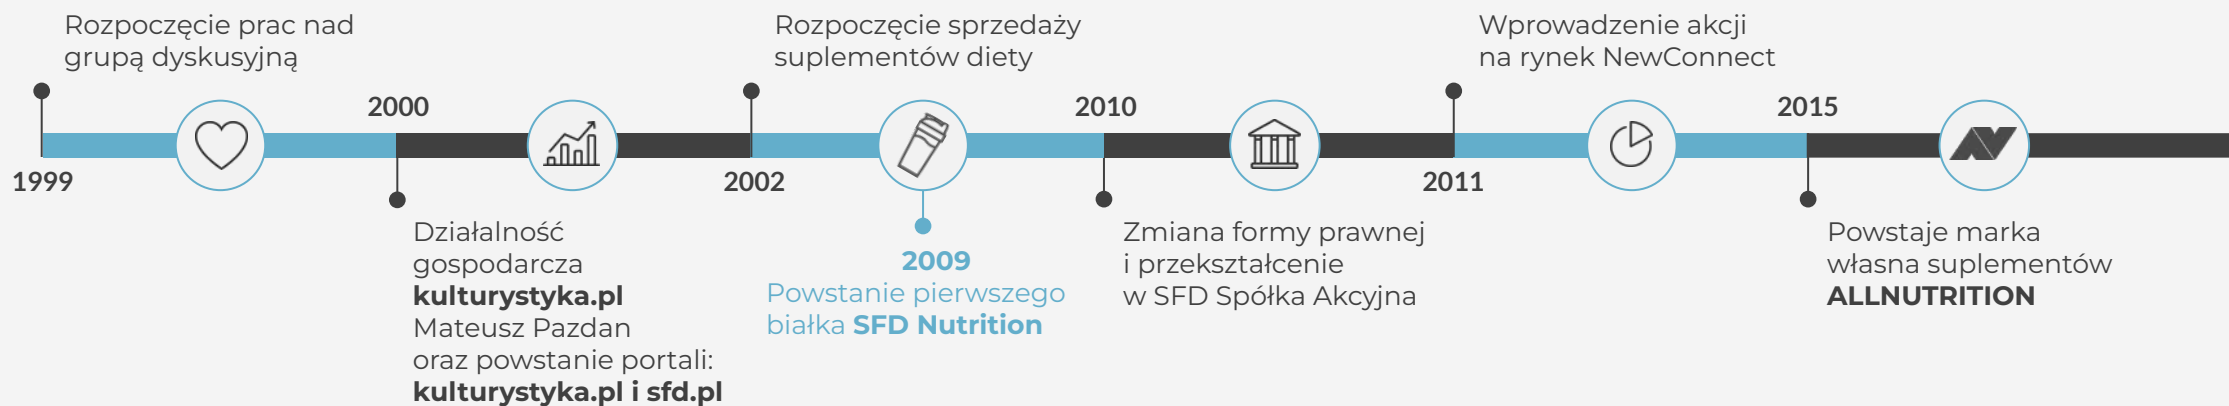 1999
Rozpoczęcie prac nad
grupą dyskusyjną
2000
Działalność
gospodarcza
kulturystyka.pl
Mateusz Pazdan
oraz powstanie portali:
kulturystyka.pl i sfd.pl
2002
Rozpoczęcie sprzedaży
suplementów diety
2009
Powstanie pierwszego
białka SFD Nutrition
2010
Zmiana formy prawnej
i przekształcenie
w SFD Spółka Akcyjna
2011
Wprowadzenie akcji
na rynek NewConnect
2015
Powstaje marka
własna suplementów
ALLNUTRITION